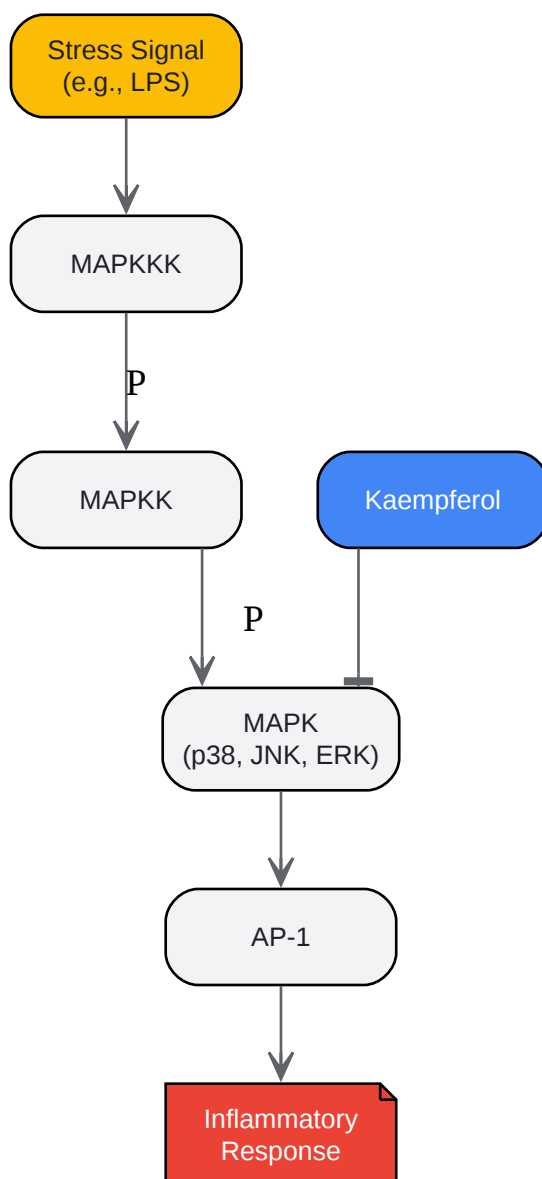 Stress Signal
(e.g., LPS)
MAPKKK
P
MAPKK
Kaempferol
P
MAPK
(p38, JNK, ERK)
AP-1
Inflammatory
Response